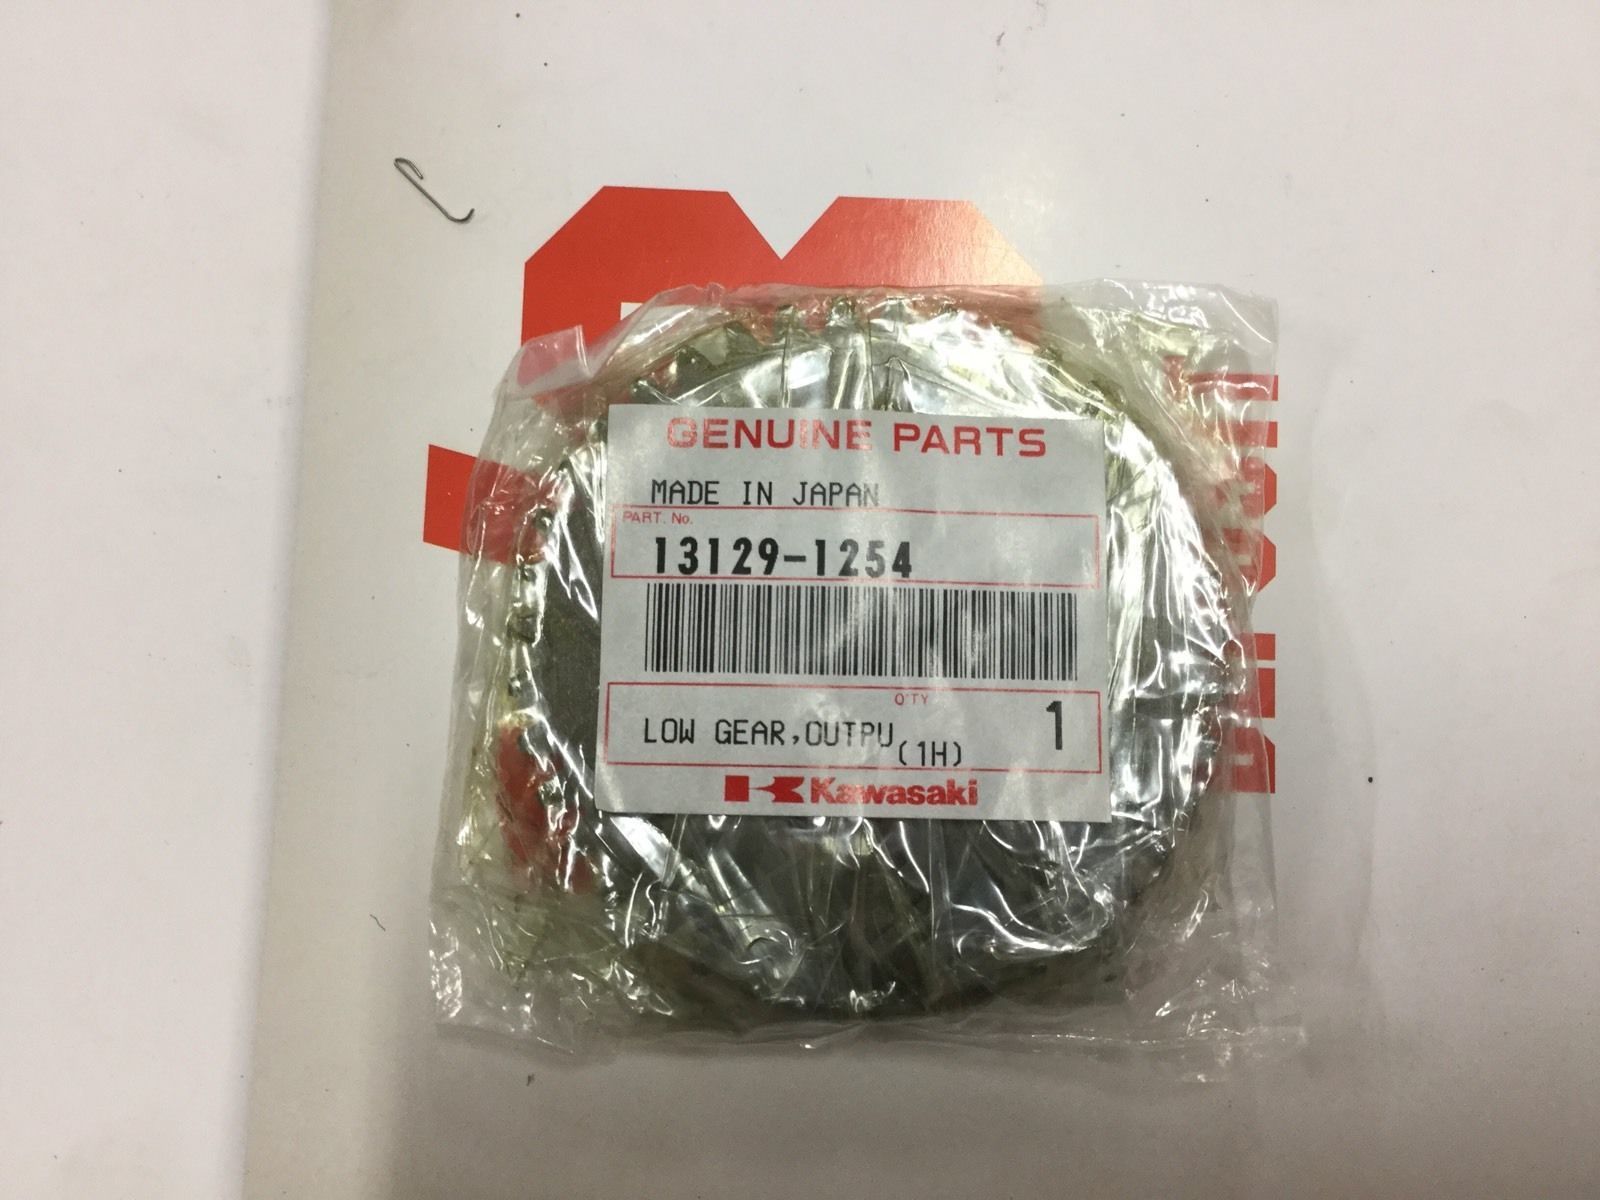 GENUINE PARTS
MADE IN JAPAN
PART. No.
13129-1254
Q'TY
LOW GEAR,OUTPU(1H) 1
Kawasaki